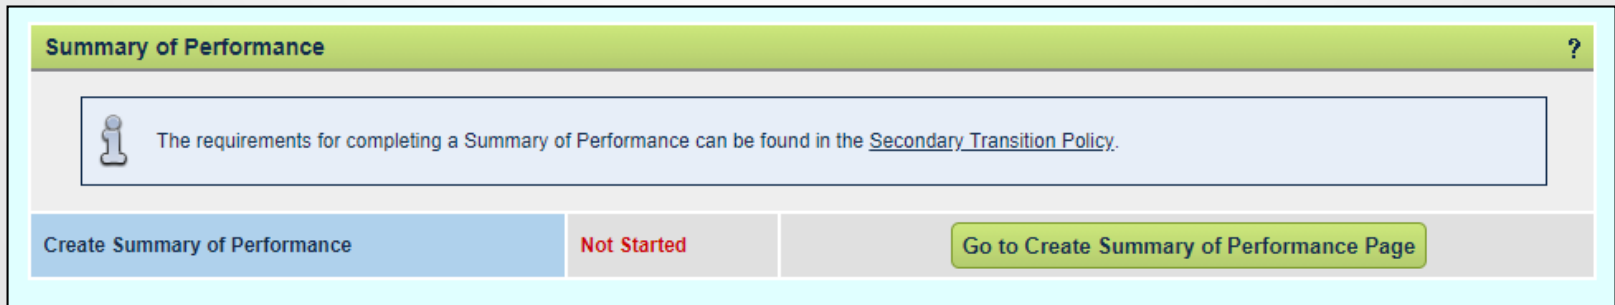 Summary of Performance ?
The requirements for completing a Summary of Performance can be found in the Secondary Transition Policy.
Create Summary of Performance Not Started Go to Create Summary of Performance Page